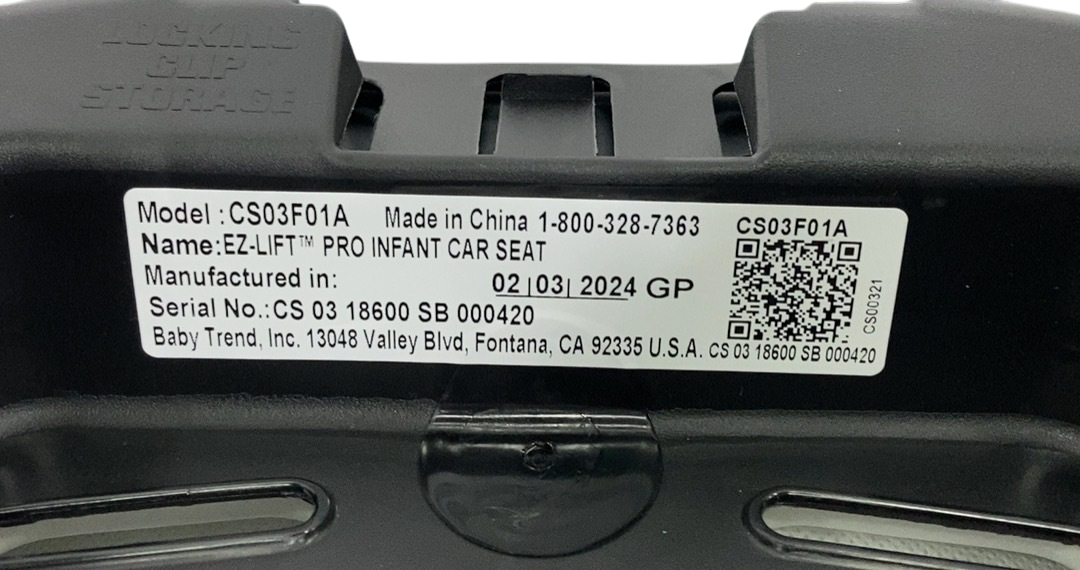 LOCKING
CLIP
STORAGE
Model :CS03F01A Made in China 1-800-328-7363
Name:EZ-LIFT™ PRO INFANT CAR SEAT
Manufactured in: 02|03|2024 GP
Serial No.:CS 03 18600 SB 000420
Baby Trend, Inc. 13048 Valley Blvd, Fontana, CA 92335 U.S.A.
CS03F01A
CS00321
CS 03 18600 SB 000420